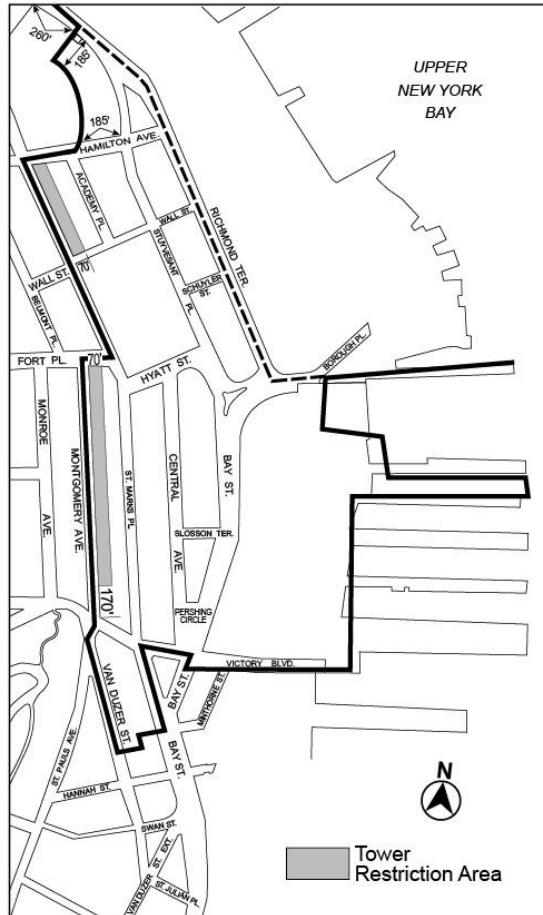 260'
185'
185'
UPPER
NEW YORK
BAY
HAMILTON AVE.
ACADEMY PL.
WALL ST.
RICHMOND TER.
STUYVESANT
PL.
SCHUYLER
ST.
WALL ST.
70'
BELMONT PL.
BOROUGH PL.
FORT PL.
70'
HYATT ST.
MONROE
AVE.
MONTGOMERY AVE.
ST. MARKS PL
CENTRAL
AVE.
BAY ST.
SLOSSON TER.
170'
PERSHING
CIRCLE
VICTORY BLVD.
VAN DUZER ST.
BAY ST.
MINTHORNE ST.
BAY ST.
ST. PAULS AVE.
HANNAH ST.
SWAN ST.
VAN DUZER ST. EXT.
ST. JULIAN PL.
N
Tower
Restriction Area